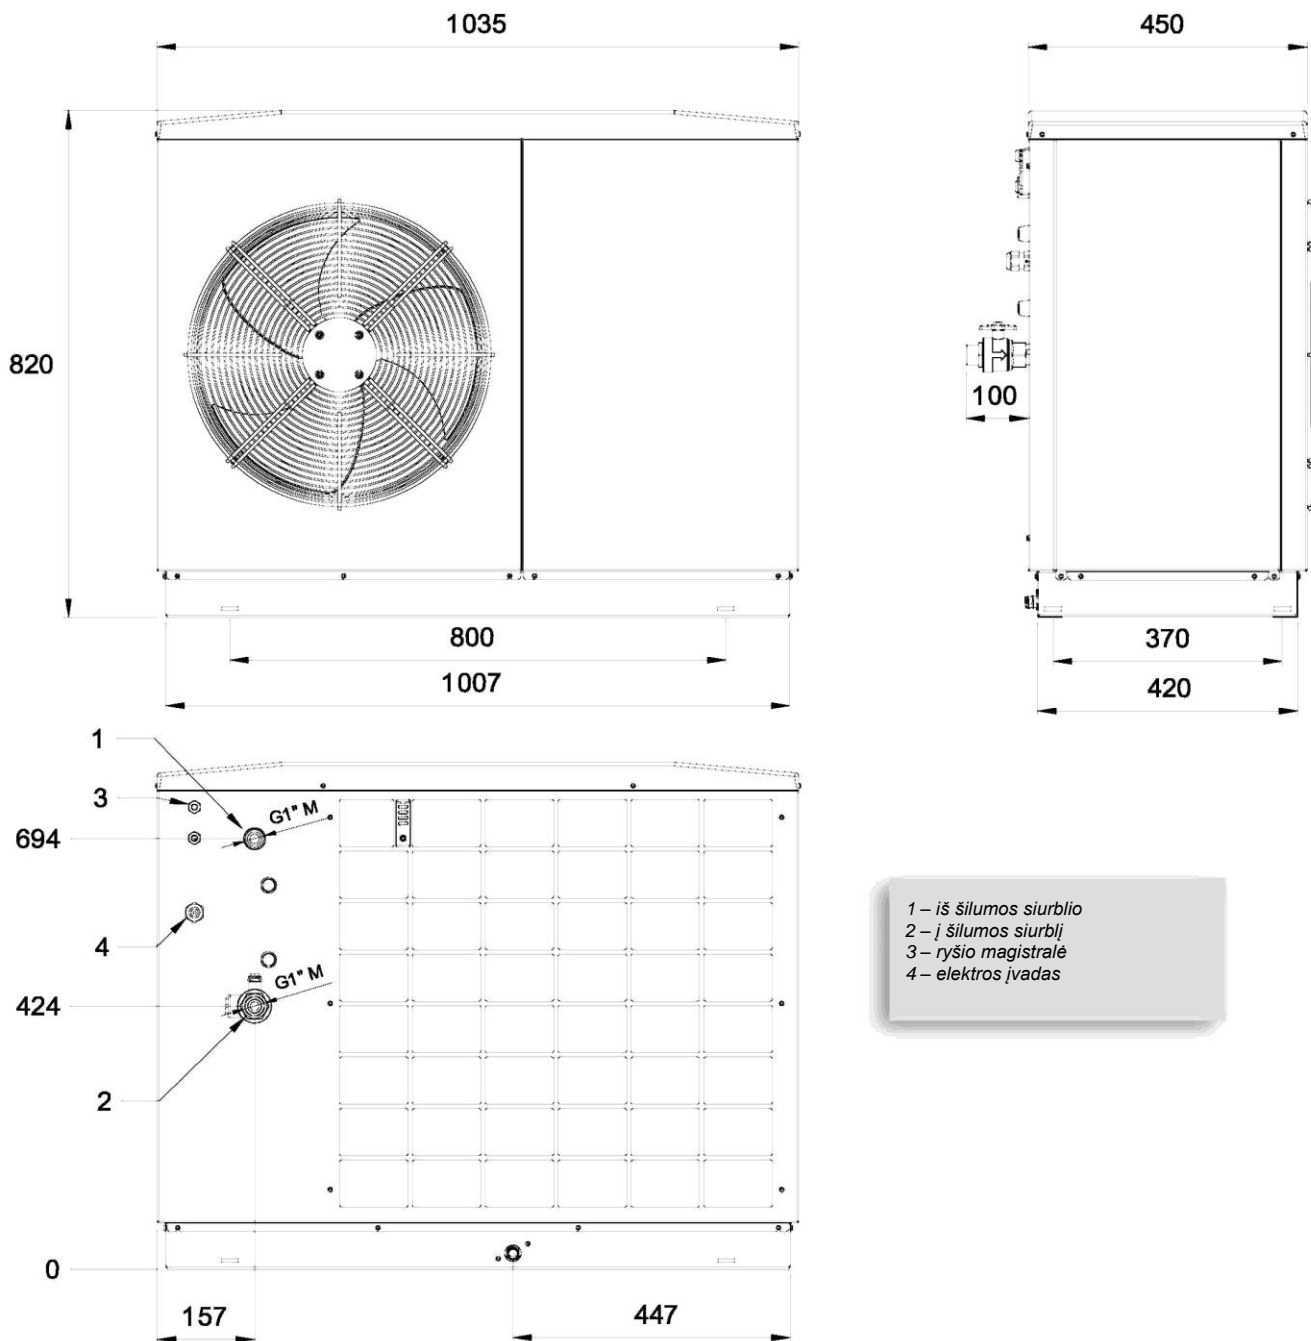 1035
450
820
100
800
370
1007
420
1
3
G1" M
694
4
G1" M
424
2
0
157
447
1 – iš šilumos siurblio
2 – į šilumos siurblį
3 – ryšio magistralė
4 – elektros įvadas